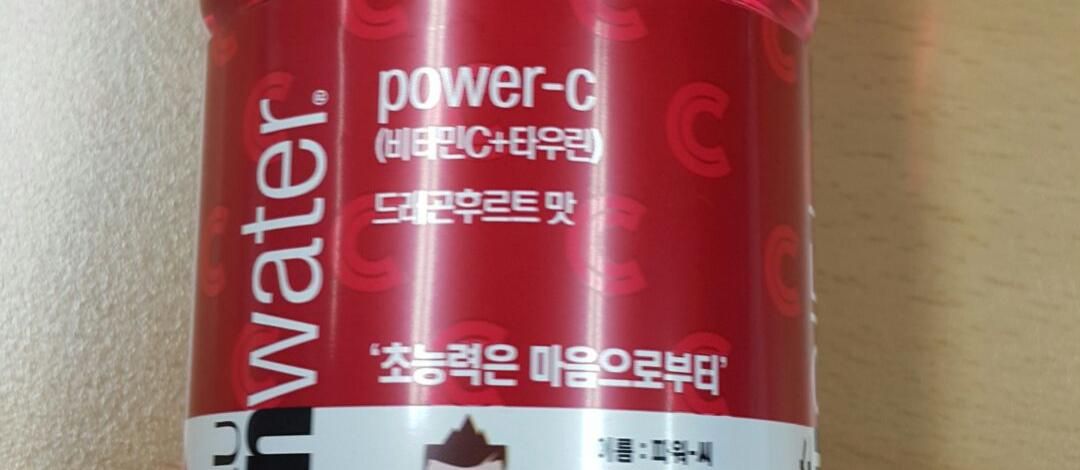 water®
power-c
(비타민C+타우린)
드래곤후르트 맛
'초능력은 마음으로부터'
이름 : 파워-씨